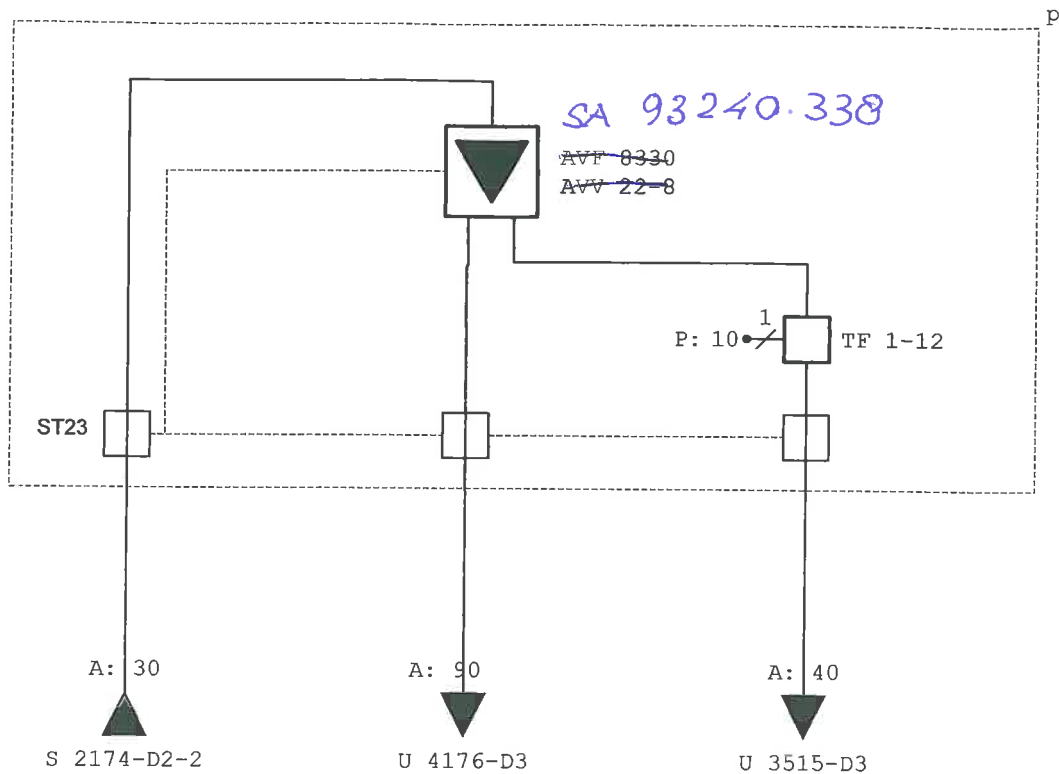 p
SA 93240.338
AVF 8330
AVV 22-8
1
P: 10
TF 1-12
ST23
A: 30
A: 90
A: 40
S 2174-D2-2
U 4176-D3
U 3515-D3